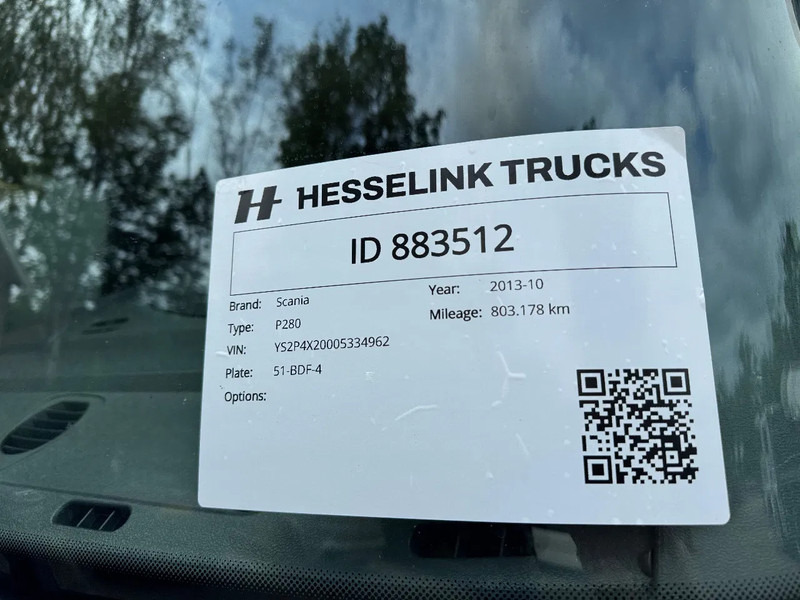 H HESSELINK TRUCKS
ID 883512
Brand: Scania
Year: 2013-10
Type: P280
Mileage: 803.178 km
VIN: YS2P4X20005334962
Plate: 51-BDF-4
Options: